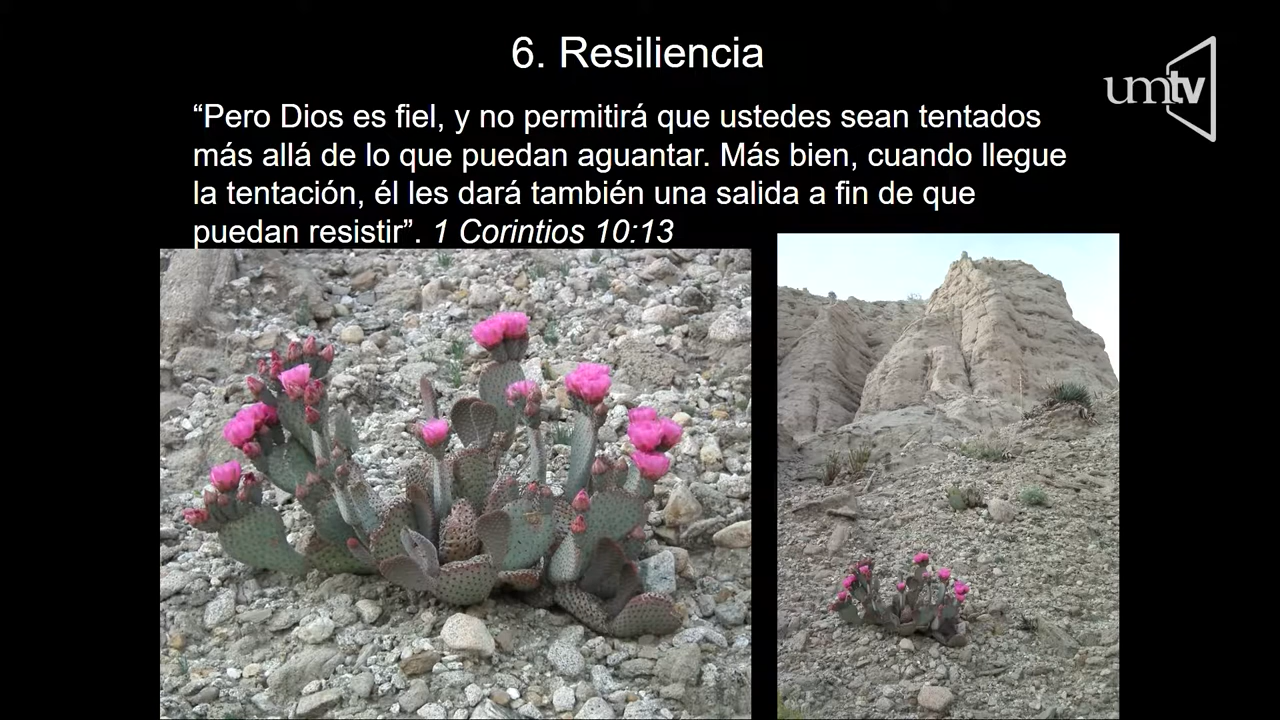 6. Resiliencia
umtv
“Pero Dios es fiel, y no permitirá que ustedes sean tentados
más allá de lo que puedan aguantar. Más bien, cuando llegue
la tentación, él les dará también una salida a fin de que
puedan resistir”. 1 Corintios 10:13